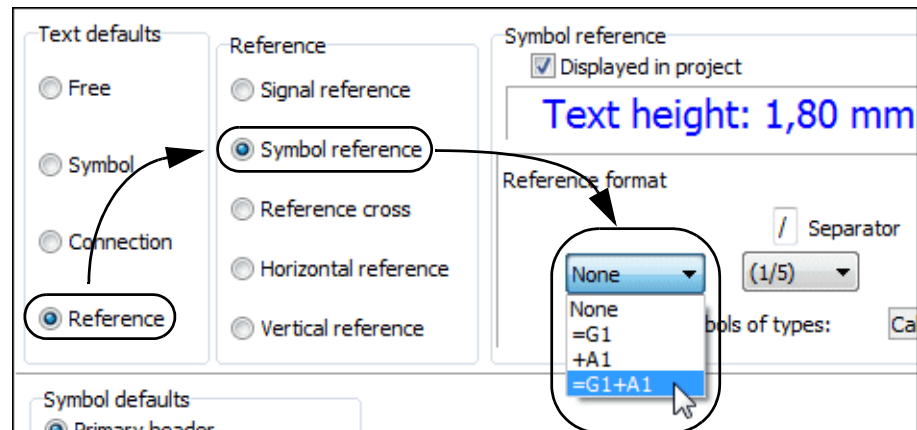 Text defaults
Free
Symbol
Connection
Reference
Reference
Signal reference
Symbol reference
Reference cross
Horizontal reference
Vertical reference
Symbol reference
Displayed in project
Text height: 1,80 mm
Reference format
/ Separator
None (1/5)
None
=G1
+A1
=G1+A1
bols of types: Ca
Symbol defaults
Primary header